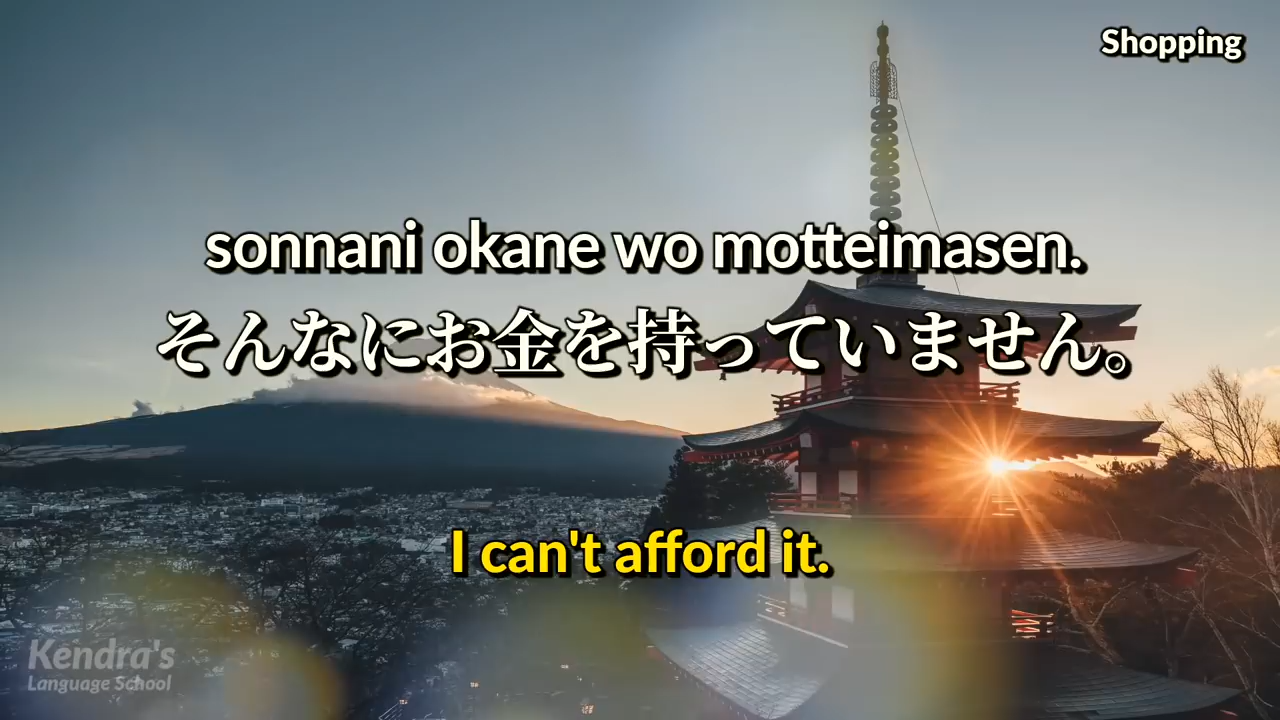 Shopping
sonnani okane wo motteimasen.
そんなにお金を持っていません。
I can't afford it.
Kendra's
Language School